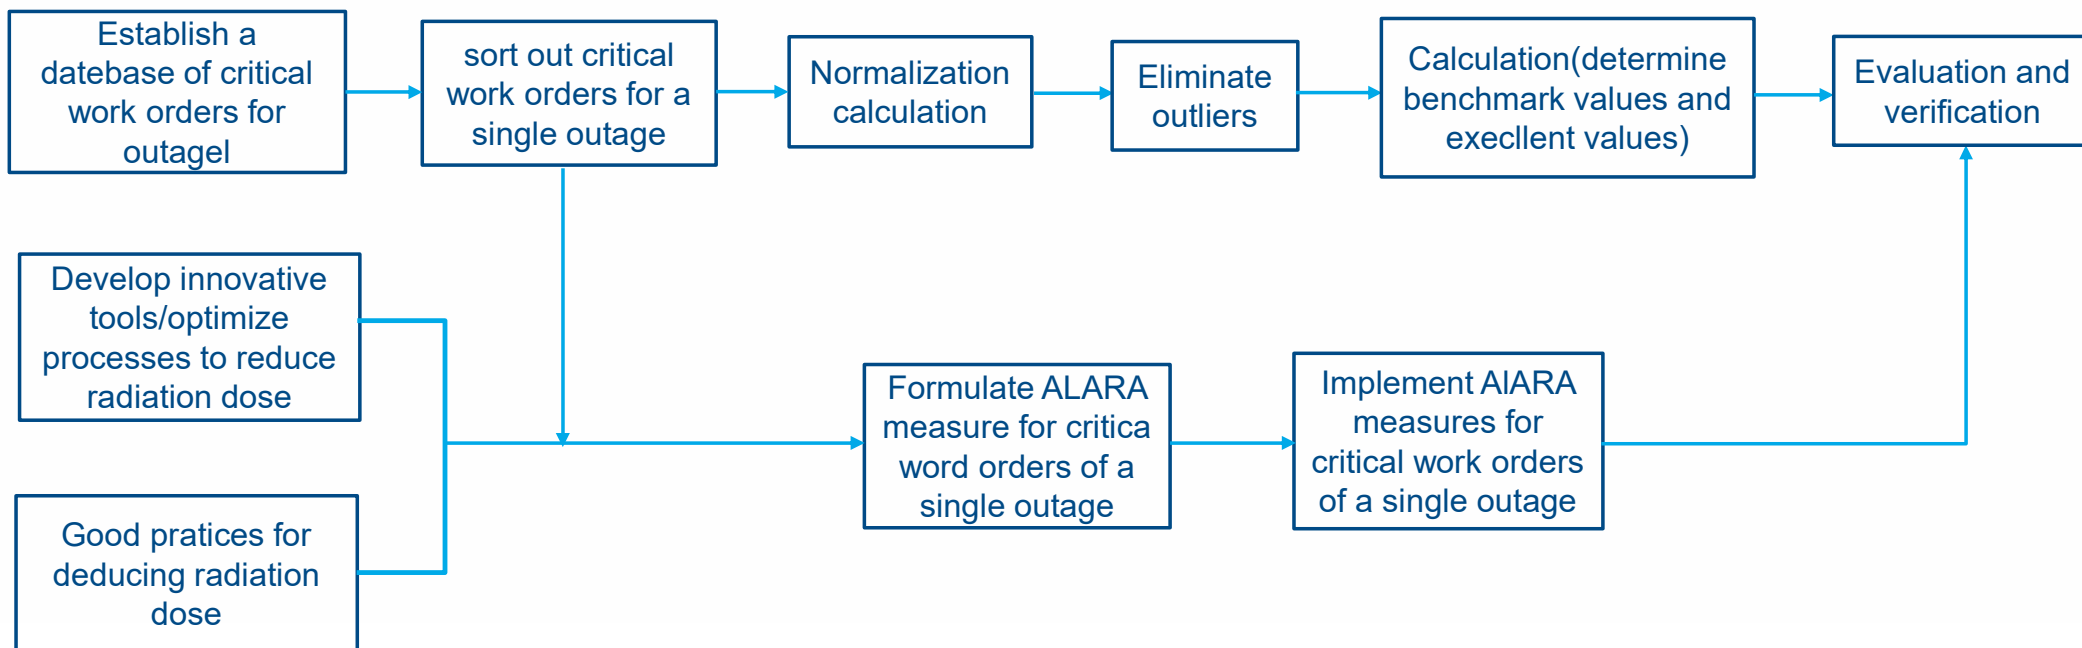 Establish a
datebase of critical
work orders for
outagel
sort out critical
work orders for a
single outage
Normalization
calculation
Eliminate
outliers
Calculation(determine
benchmark values and
execllent values)
Evaluation and
verification
Develop innovative
tools/optimize
processes to reduce
radiation dose
Formulate ALARA
measure for critica
word orders of a
single outage
Implement AIARA
measures for
critical work orders
of a single outage
Good pratices for
deducing radiation
dose